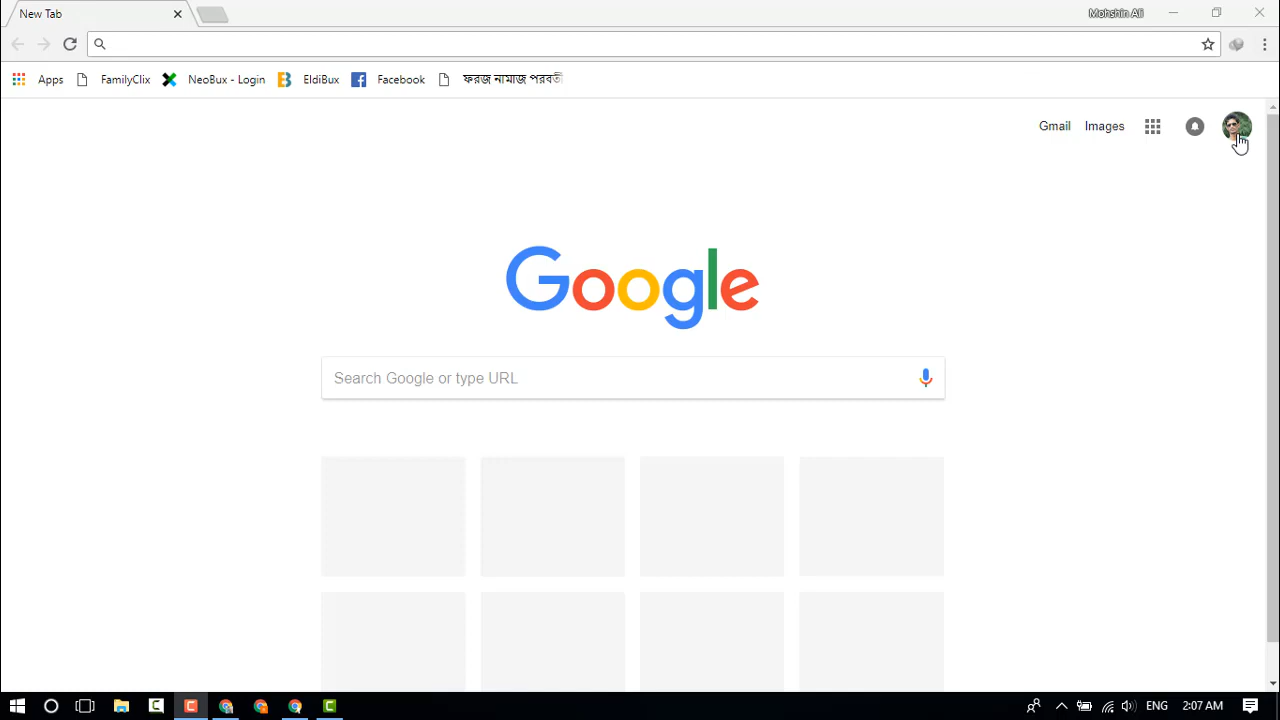 New Tab
Mohshin Ali
Apps
FamilyClix
NeoBux - Login
EldiBux
Facebook
ফরজ নামাজ পরবর্তী
Gmail
Images
Google
Search Google or type URL
ENG
2:07 AM